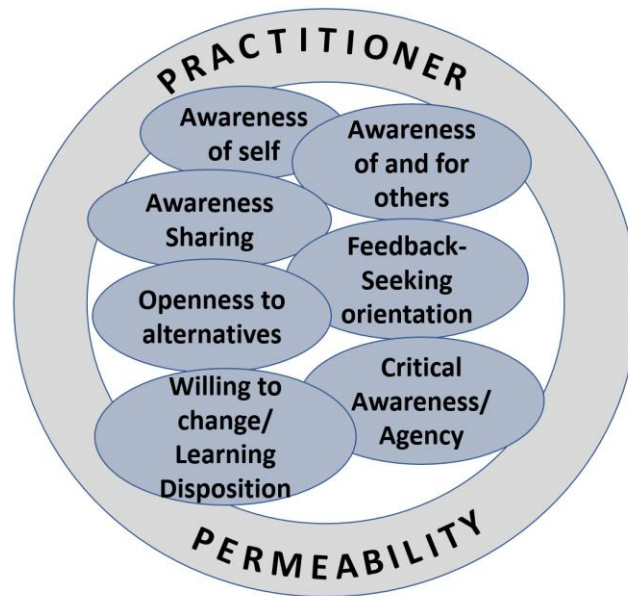 PRACTITIONER
Awareness
of self
Awareness
of and for
others
Awareness
Sharing
Feedback-
Seeking
orientation
Openness to
alternatives
Willing to
change/
Learning
Disposition
Critical
Awareness/
Agency
PERMEABILITY